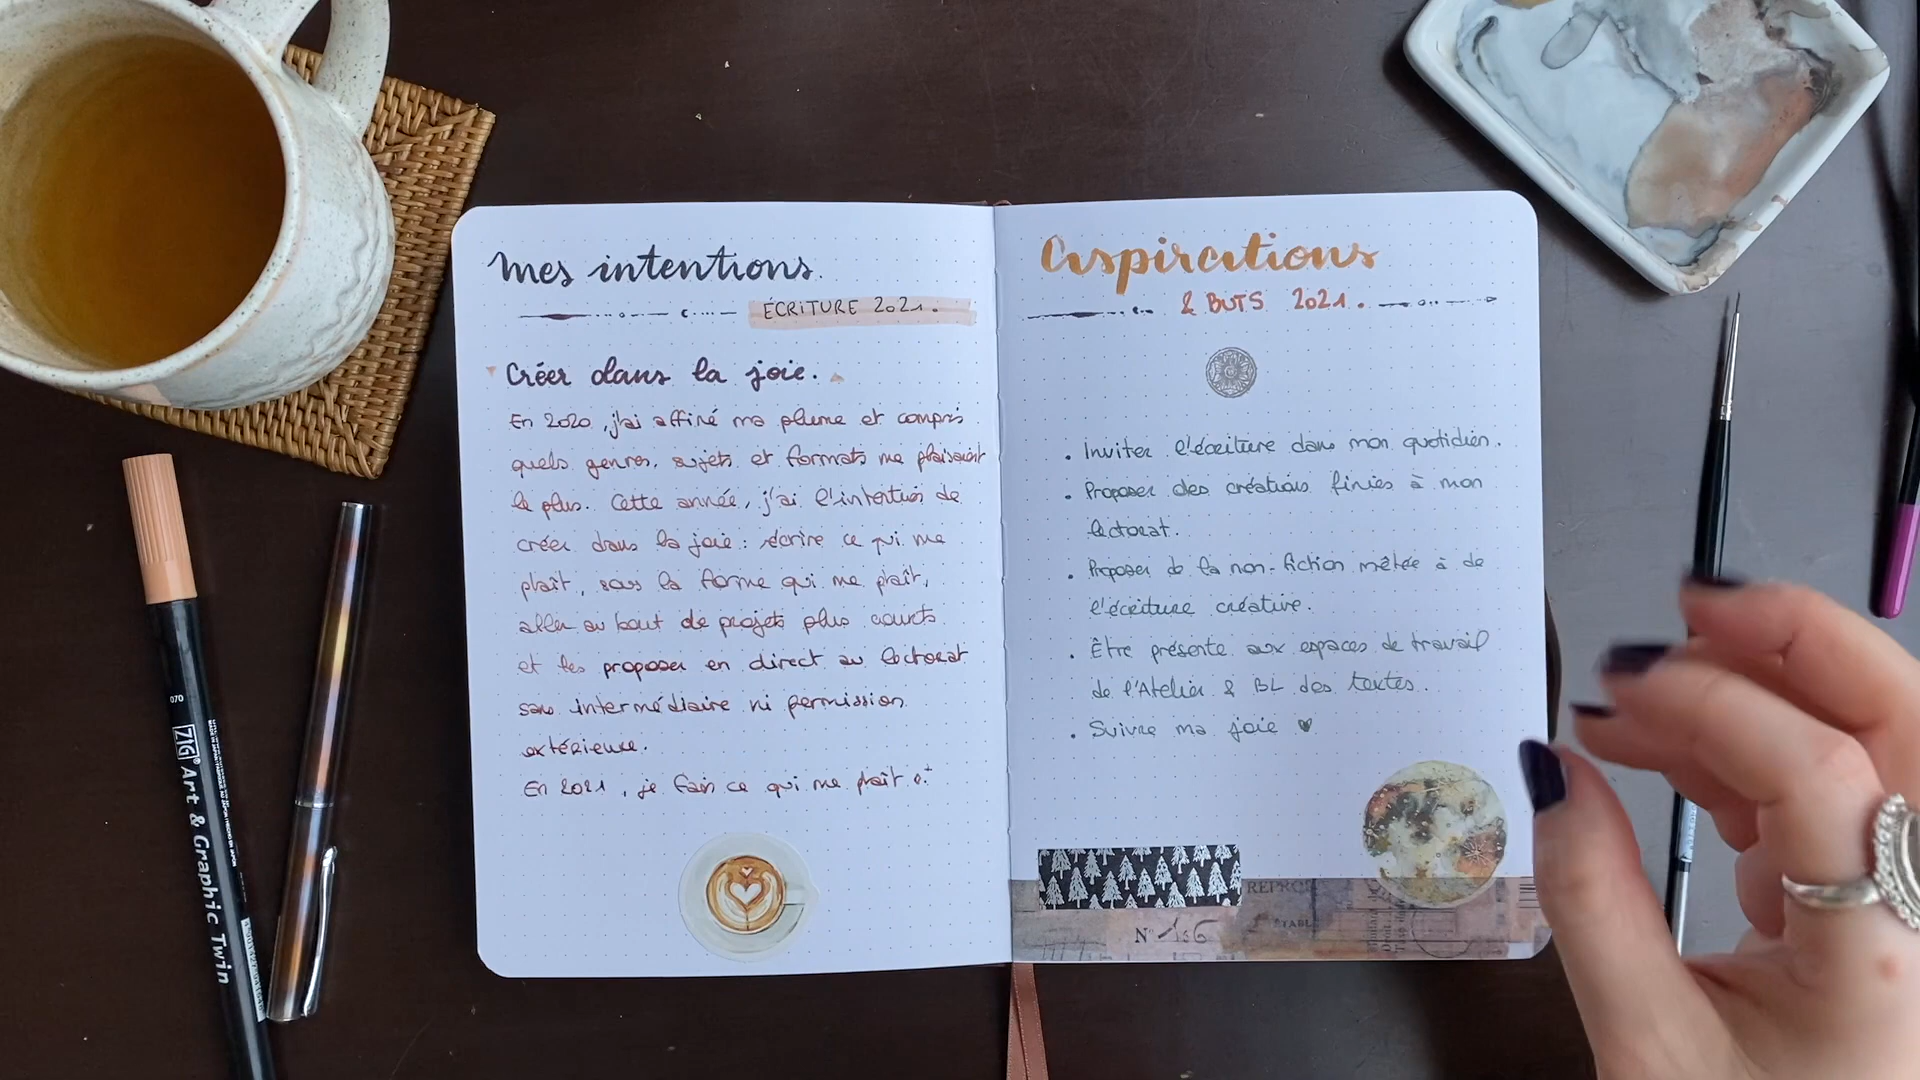 Mes intentions.
ÉCRITURE 2021.
Créer dans la joie.
En 2020, j'ai affiné ma plume et compris
quels genres, sujets et formats me plaisaient
le plus. Cette année, j'ai l'intention de
créer dans la joie : écrire ce qui me
plaît, sous la forme qui me plaît,
aller au bout de projets plus courts
et les proposer en direct au lectorat
sans intermédiaire ni permission
extérieure.
En 2021, je fais ce qui me plaît
Aspirations
& BUTS 2021.
• Inviter l'écriture dans mon quotidien.
• Proposer des créations finies à mon
lectorat.
• Proposer de la non-fiction mêlée à de
l'écriture créative.
• Être présente aux espaces de travail
de l'Atelier & BL des textes.
• Suivre ma joie ♥
N° 156
070
ZIG® Art & Graphic Twin